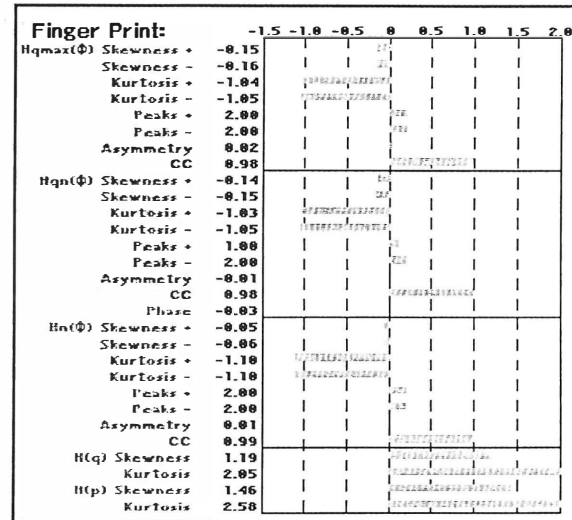 Finger Print: -1.5 -1.0 -0.5 0 0.5 1.0 1.5 2.0
Hqmax(Φ) Skewness + -0.15
Skewness - -0.16
Kurtosis + -1.04
Kurtosis - -1.05
Peaks + 2.00
Peaks - 2.00
Asymmetry 0.02
CC 0.98
Hqn(Φ) Skewness + -0.14
Skewness - -0.15
Kurtosis + -1.03
Kurtosis - -1.05
Peaks + 1.00
Peaks - 2.00
Asymmetry -0.01
CC 0.98
Phase -0.03
Hn(Φ) Skewness + -0.05
Skewness - -0.06
Kurtosis + -1.10
Kurtosis - -1.10
Peaks + 2.00
Peaks - 2.00
Asymmetry 0.01
CC 0.99
H(q) Skewness 1.19
Kurtosis 2.05
H(p) Skewness 1.46
Kurtosis 2.58